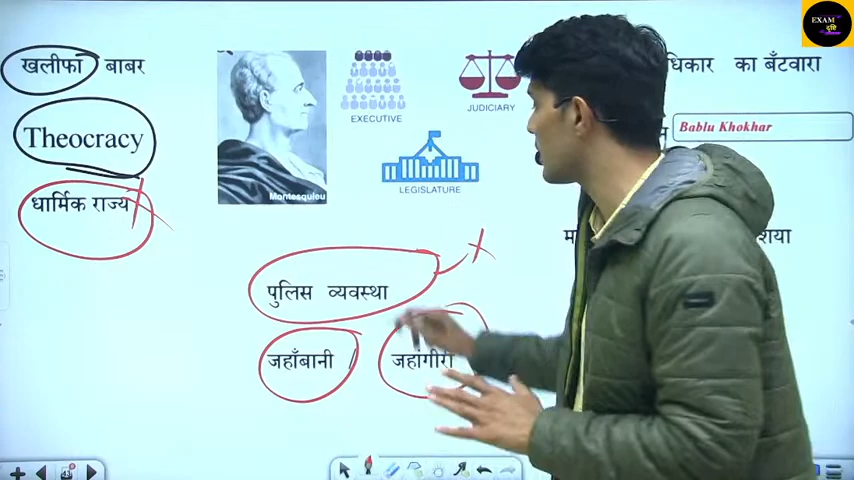 EXAM
दृष्टि
खलीफा बाबर
Theocracy
धार्मिक राज्य
Montesquieu
EXECUTIVE
JUDICIARY
LEGISLATURE
का बँटवारा
Bablu Khokhar
पुलिस व्यवस्था
जहाँबानी
जहांगीरी